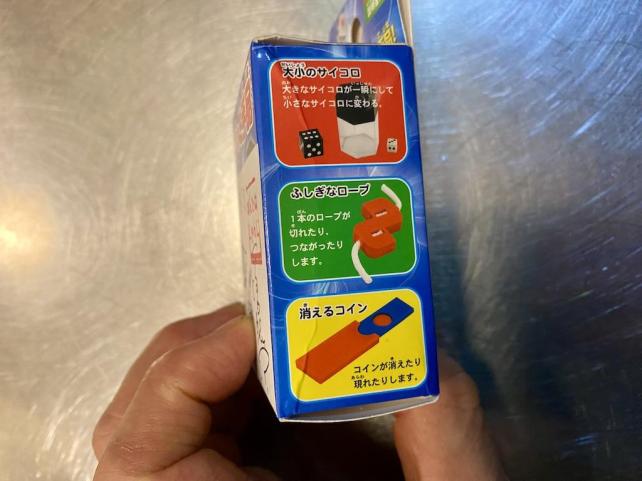 大小のサイコロ
大きなサイコロが一瞬にして
小さなサイコロに変わる。
ふしぎなロープ
1本のロープが
切れたり、
つながったり
します。
消えるコイン
コインが消えたり
現れたりします。